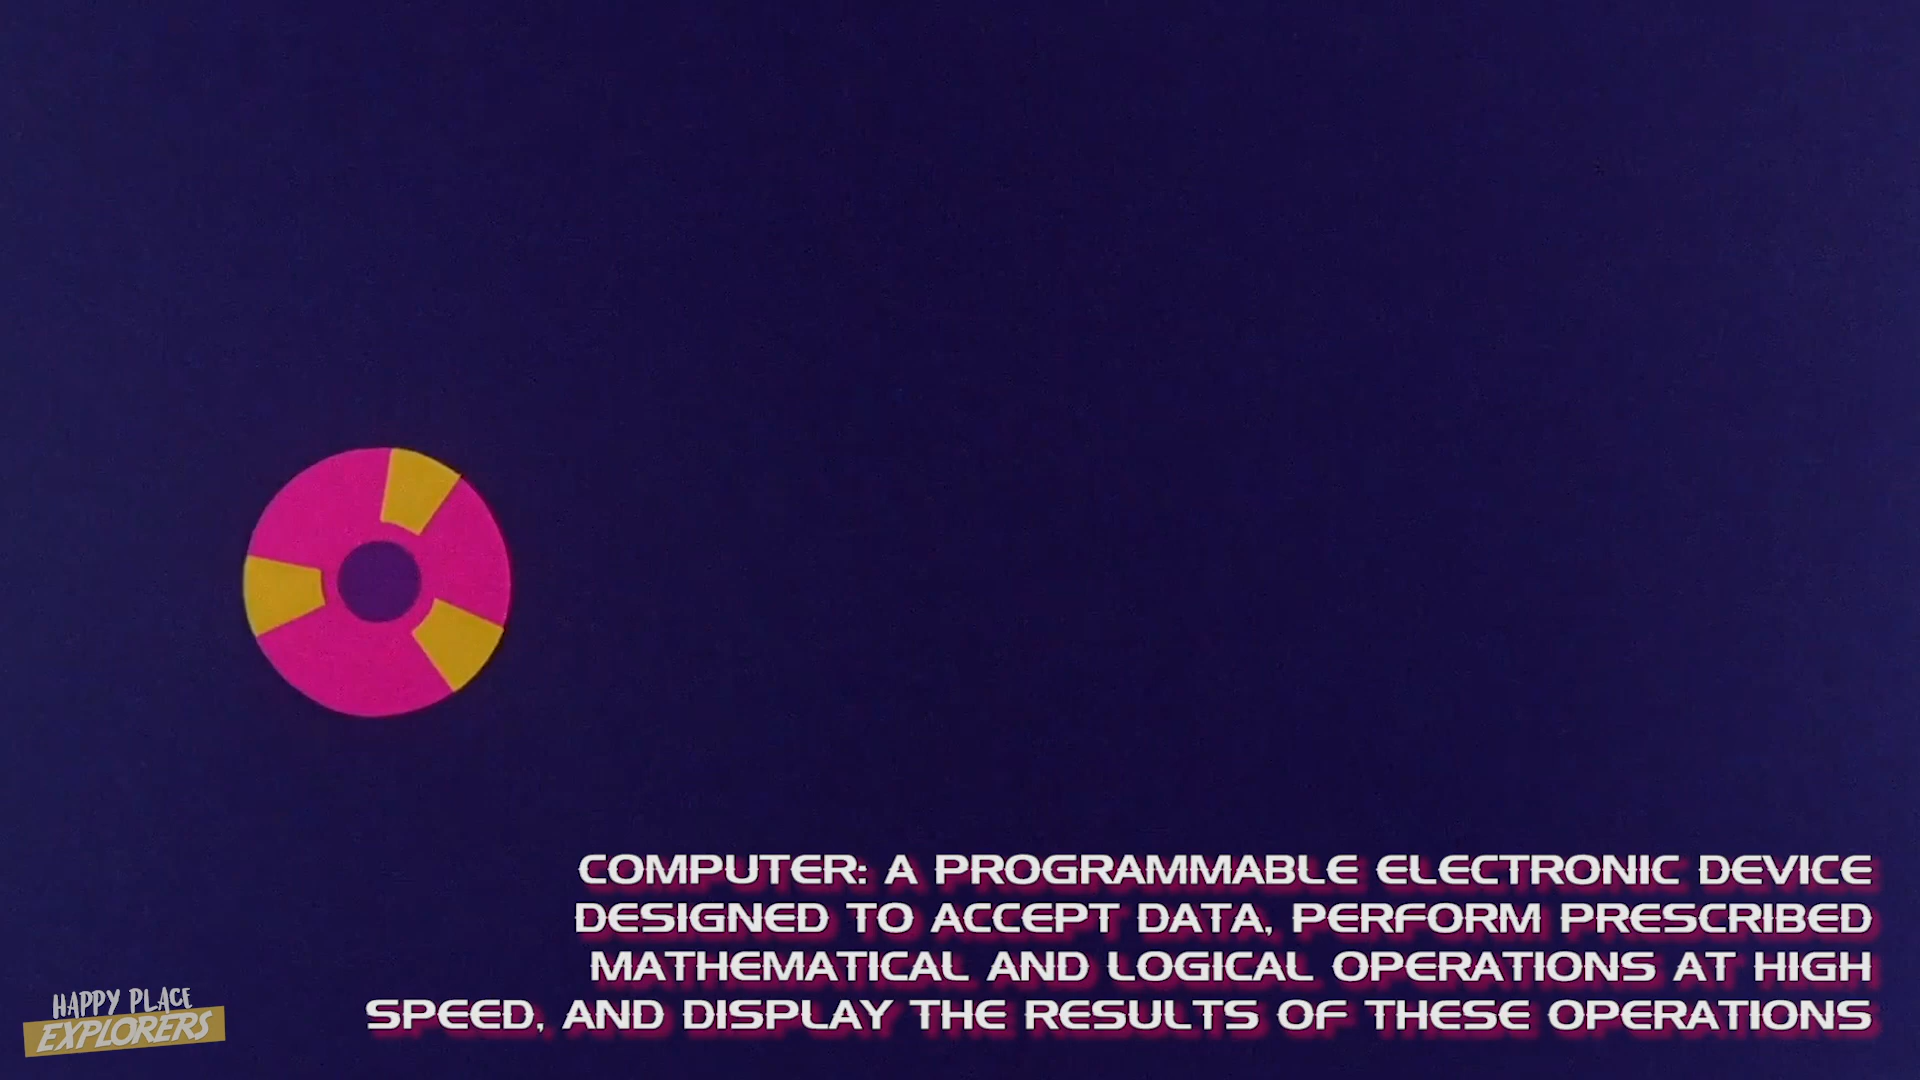 COMPUTER: A PROGRAMMABLE ELECTRONIC DEVICE
DESIGNED TO ACCEPT DATA, PERFORM PRESCRIBED
MATHEMATICAL AND LOGICAL OPERATIONS AT HIGH
SPEED, AND DISPLAY THE RESULTS OF THESE OPERATIONS
HAPPY PLACE
EXPLORERS